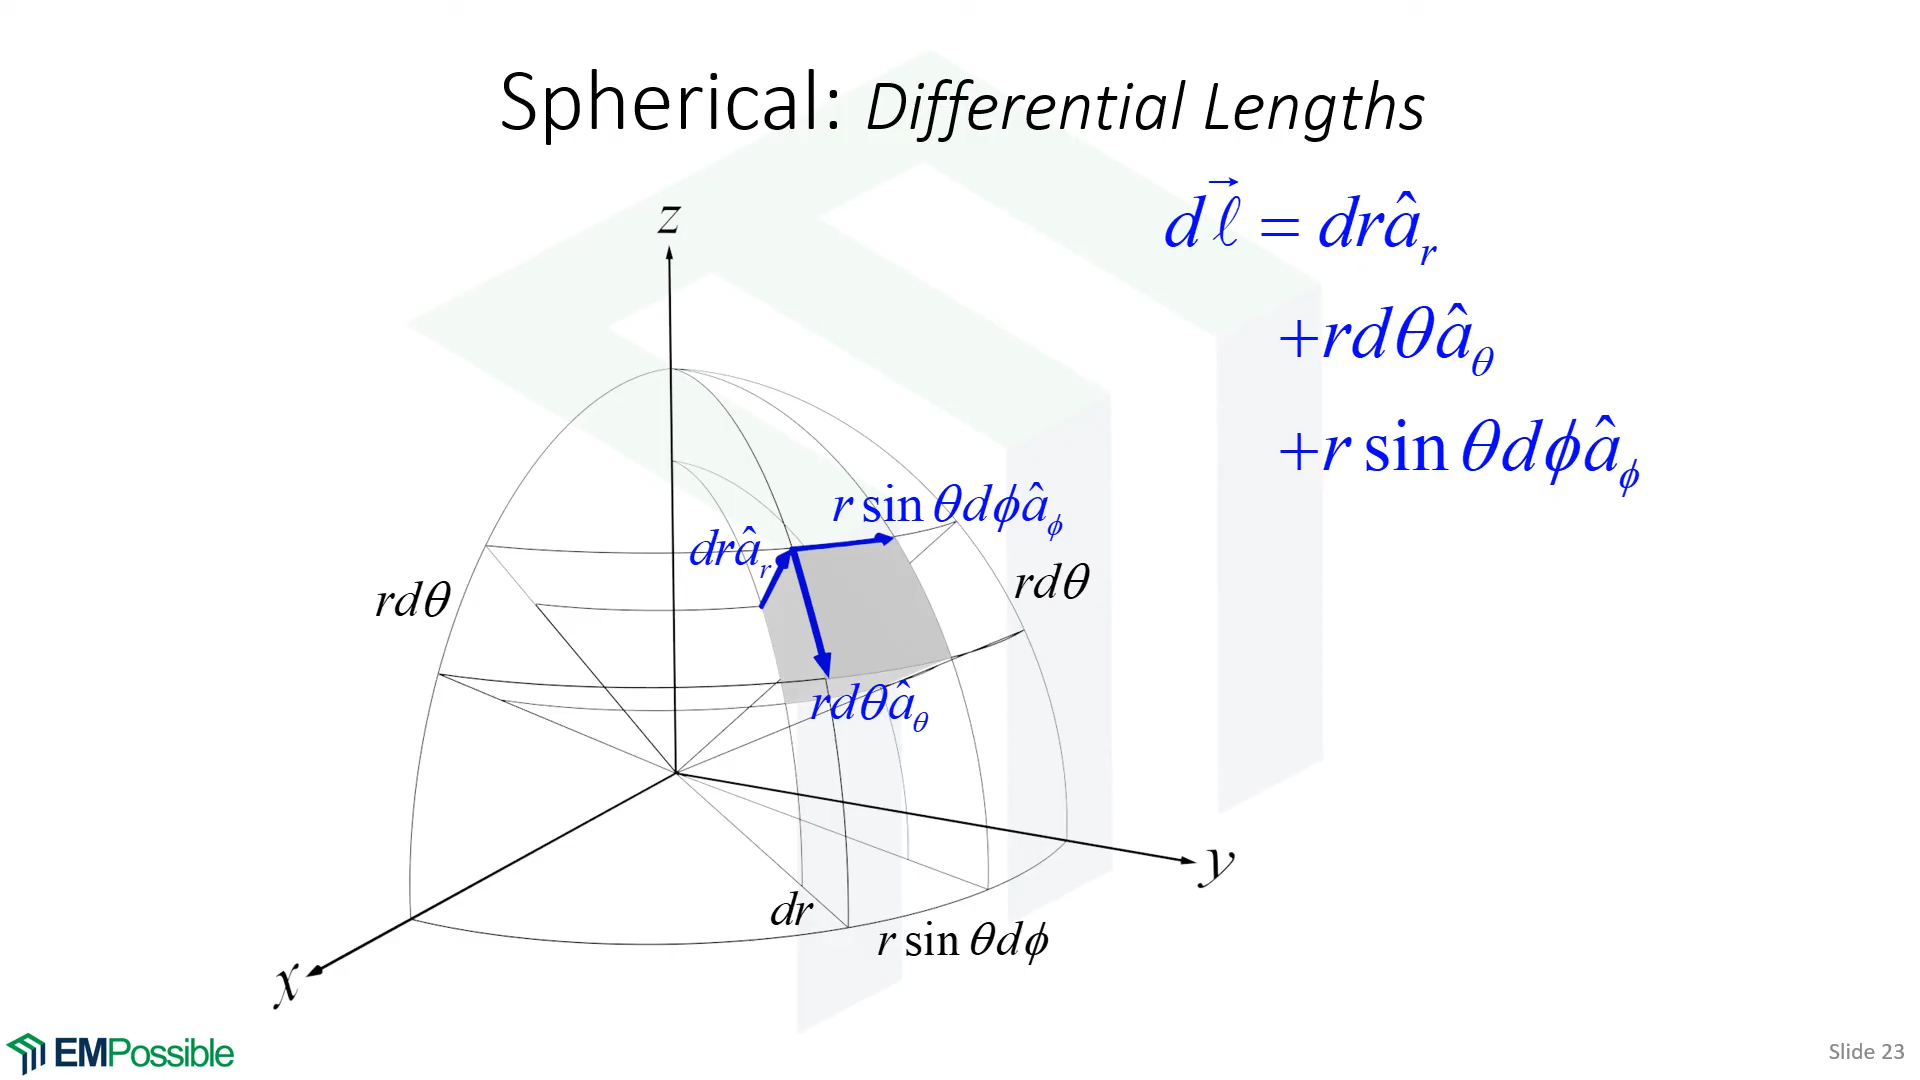 Spherical: Differential Lengths
d\vec{ℓ} = drâ_r
+rdθâ_θ
+r sin θdϕâ_ϕ
z
r sin θdϕâ_ϕ
drâ_r
rdθ
rdθ
rdθâ_θ
y
dr
r sin θdϕ
x
EMPossible
Slide 23